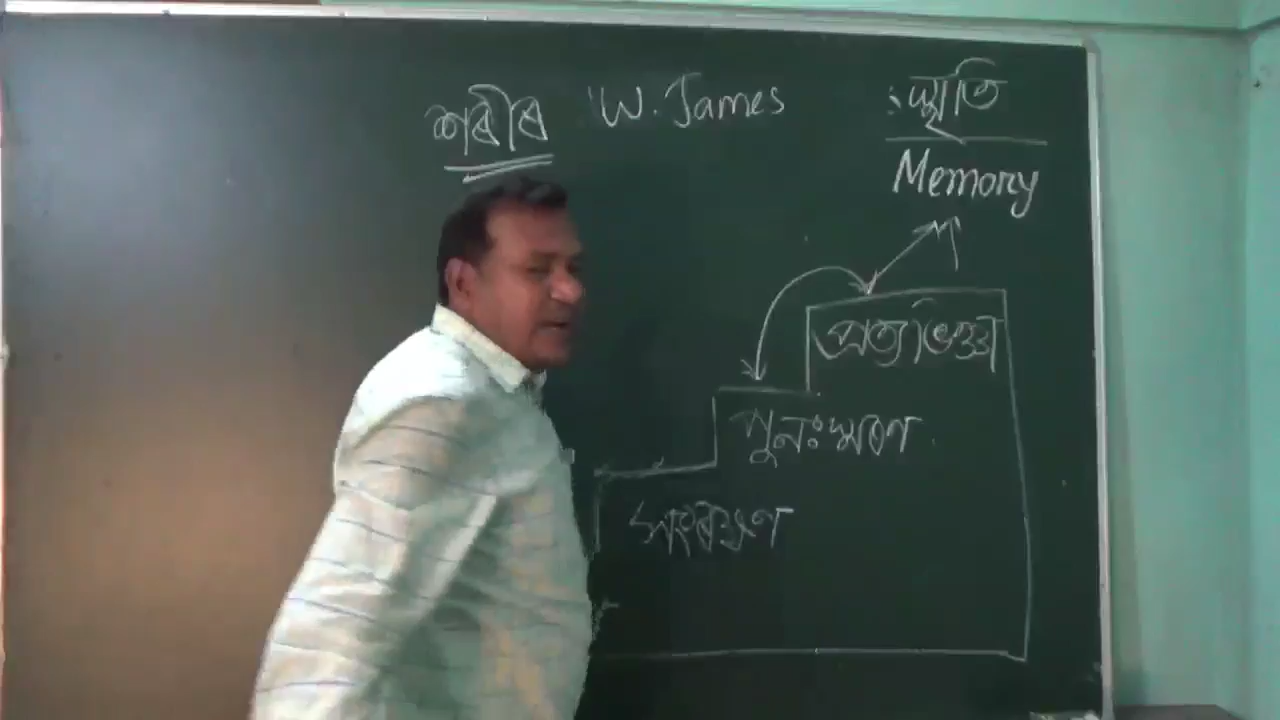 শৰীৰ W. James
স্মৃতি
Memory
প্ৰত্যভিজ্ঞা
পুনঃস্মৰণ
সংৰক্ষণ